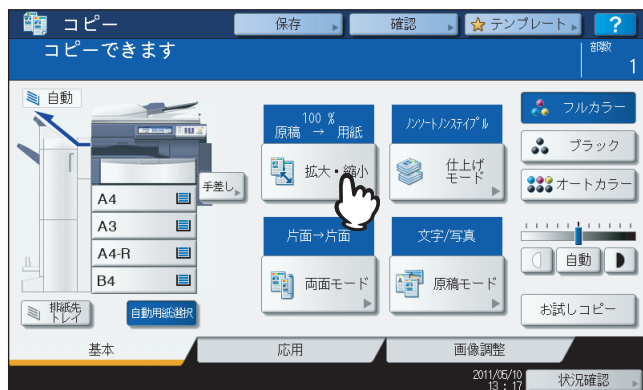 コピー
保存
確認
テンプレート
?
コピーできます
部数
1
自動
A4
A3
A4-R
B4
手差し
排紙先
トレイ
自動用紙選択
100 %
原稿 → 用紙
拡大・縮小
ノンソートノンステイプル
仕上げ
モード
片面→片面
両面モード
文字/写真
原稿モード
フルカラー
ブラック
オートカラー
自動
お試しコピー
基本
応用
画像調整
2011/05/10
13 : 17
状況確認